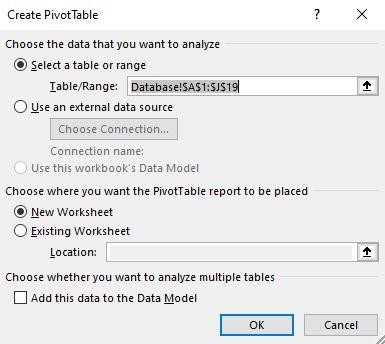 Create PivotTable
? ×
Choose the data that you want to analyze
Select a table or range
Table/Range: Database!$A$1:$J$19
Use an external data source
Choose Connection...
Connection name:
Use this workbook's Data Model
Choose where you want the PivotTable report to be placed
New Worksheet
Existing Worksheet
Location:
Choose whether you want to analyze multiple tables
Add this data to the Data Model
OK Cancel